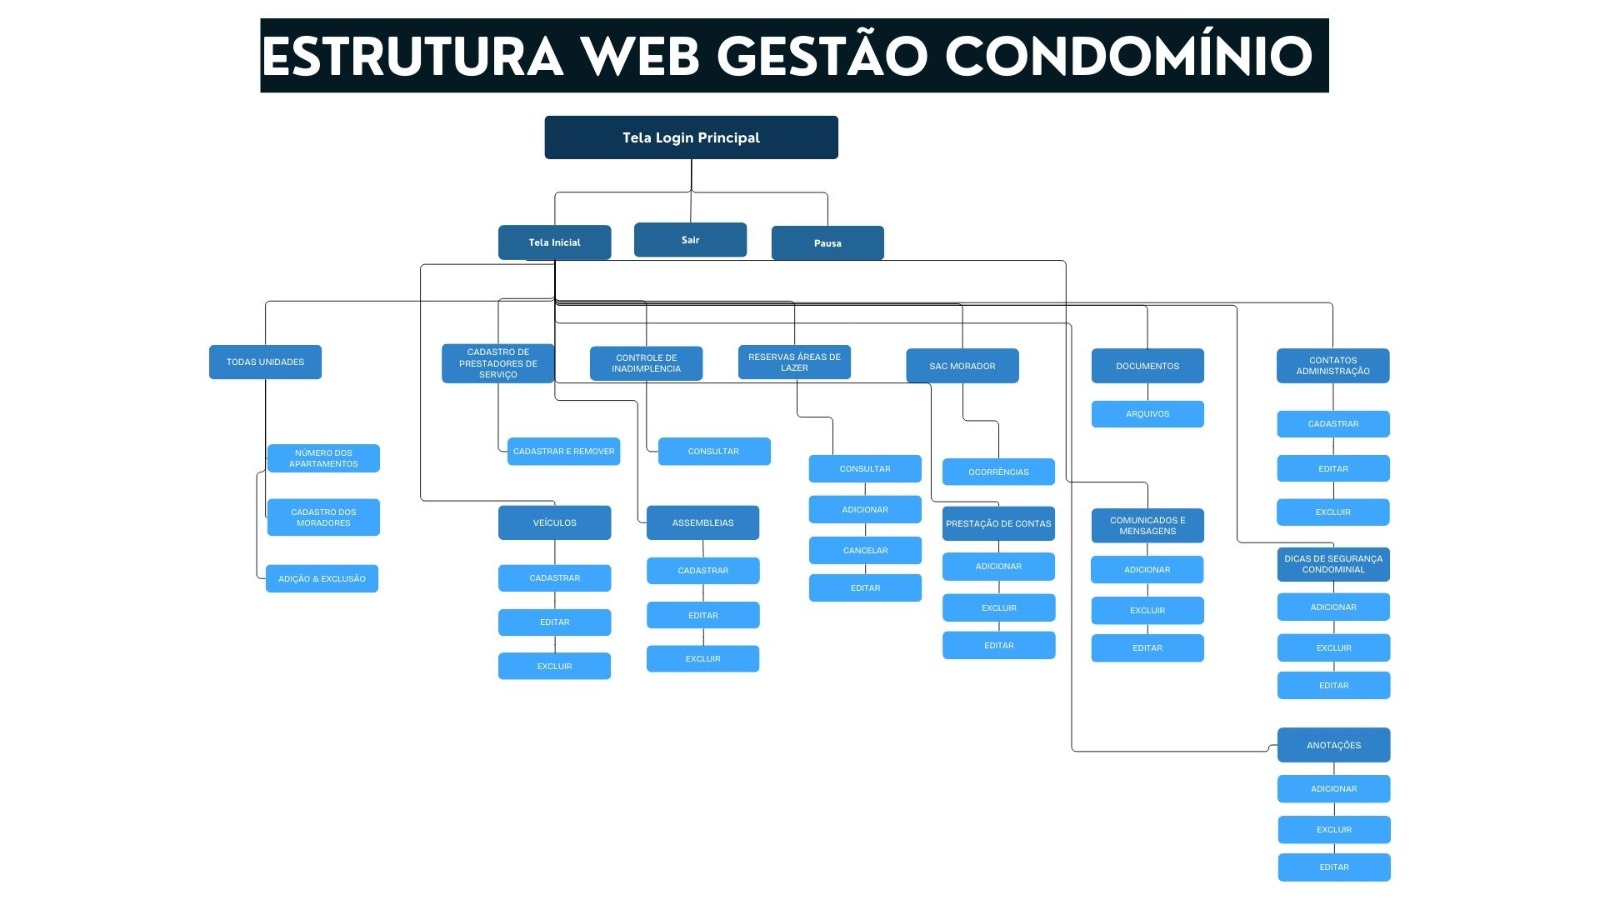 ESTRUTURA WEB GESTÃO CONDOMÍNIO
Tela Login Principal
Tela Inicial
Sair
Pausa
TODAS UNIDADES
NÚMERO DOS
APARTAMENTOS
CADASTRO DOS
MORADORES
ADIÇÃO & EXCLUSÃO
CADASTRO DE
PRESTADORES DE
SERVIÇO
CADASTRAR E REMOVER
VEÍCULOS
CADASTRAR
EDITAR
EXCLUIR
CONTROLE DE
INADIMPLENCIA
CONSULTAR
ASSEMBLEIAS
CADASTRAR
EDITAR
EXCLUIR
RESERVAS ÁREAS DE
LAZER
CONSULTAR
ADICIONAR
CANCELAR
EDITAR
SAC MORADOR
OCORRÊNCIAS
PRESTAÇÃO DE CONTAS
ADICIONAR
EXCLUIR
EDITAR
DOCUMENTOS
ARQUIVOS
COMUNICADOS E
MENSAGENS
ADICIONAR
EXCLUIR
EDITAR
CONTATOS
ADMINISTRAÇÃO
CADASTRAR
EDITAR
EXCLUIR
DICAS DE SEGURANÇA
CONDOMINIAL
ADICIONAR
EXCLUIR
EDITAR
ANOTAÇÕES
ADICIONAR
EXCLUIR
EDITAR